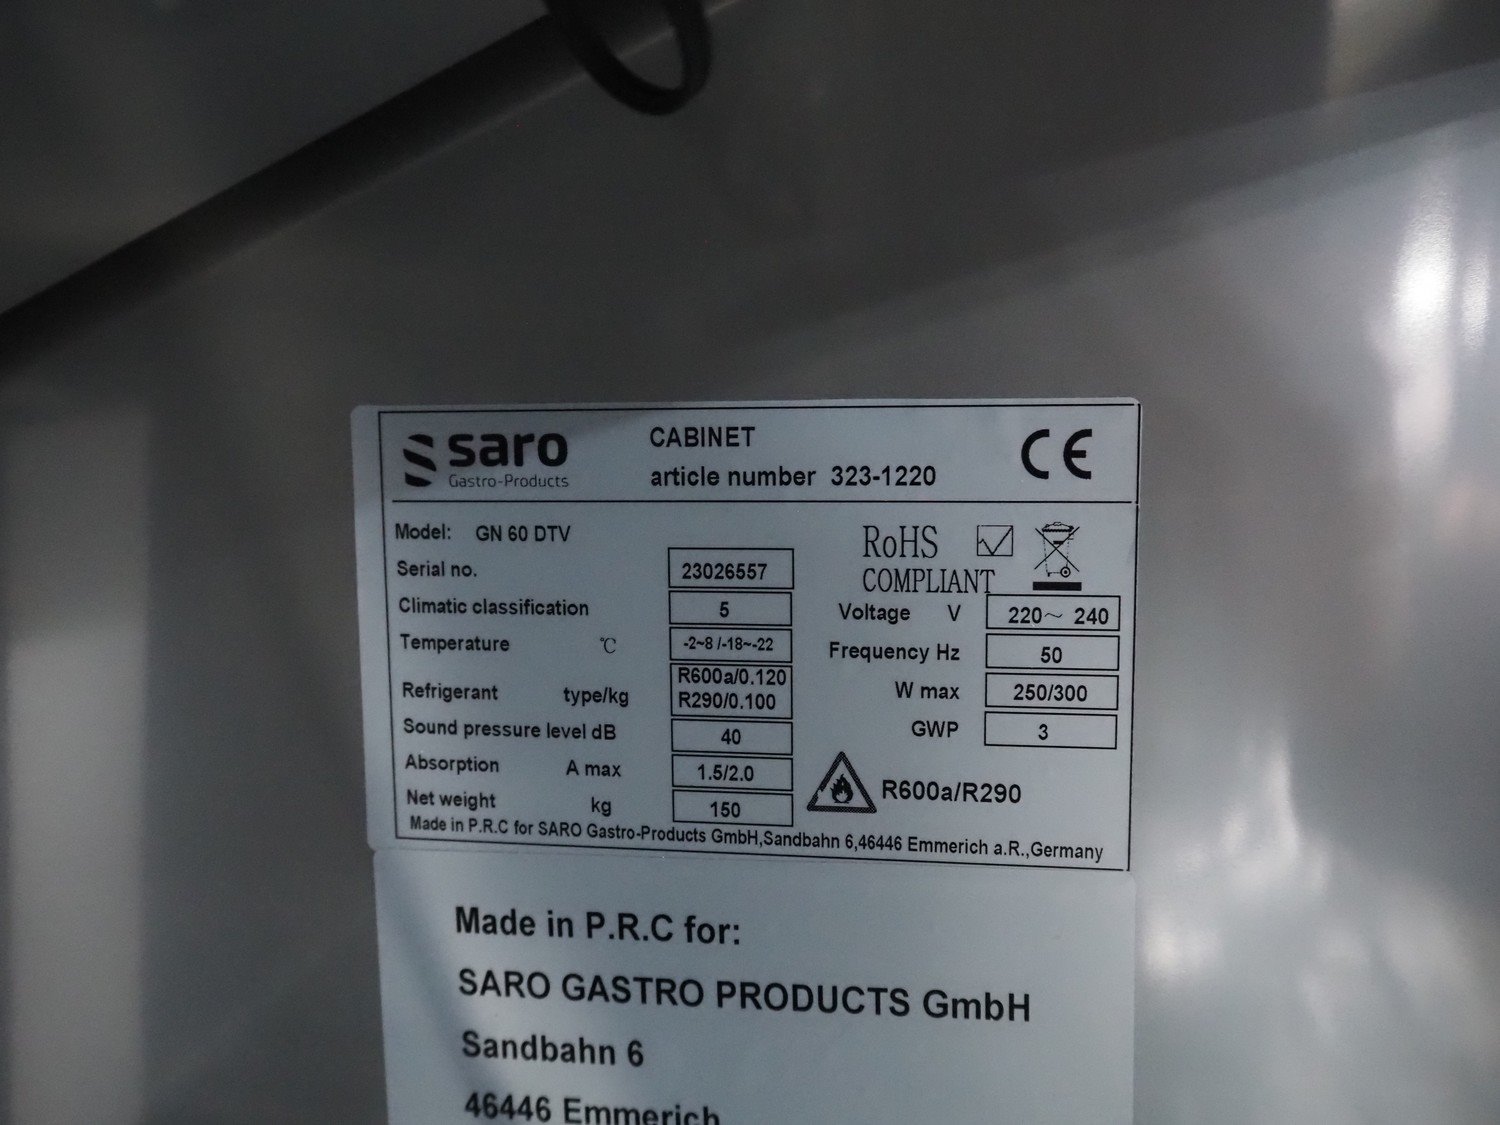 saro
Gastro-Products
CABINET
article number 323-1220
CE
Model: GN 60 DTV
RoHS
COMPLIANT
Serial no. 23026557
Climatic classification 5
Voltage V 220～ 240
Temperature ℃ -2~8 /-18~-22
Frequency Hz 50
Refrigerant type/kg R600a/0.120
R290/0.100
W max 250/300
Sound pressure level dB 40
GWP 3
Absorption A max 1.5/2.0
R600a/R290
Net weight kg 150
Made in P.R.C for SARO Gastro-Products GmbH,Sandbahn 6,46446 Emmerich a.R.,Germany
Made in P.R.C for:
SARO GASTRO PRODUCTS GmbH
Sandbahn 6
46446 Emmerich